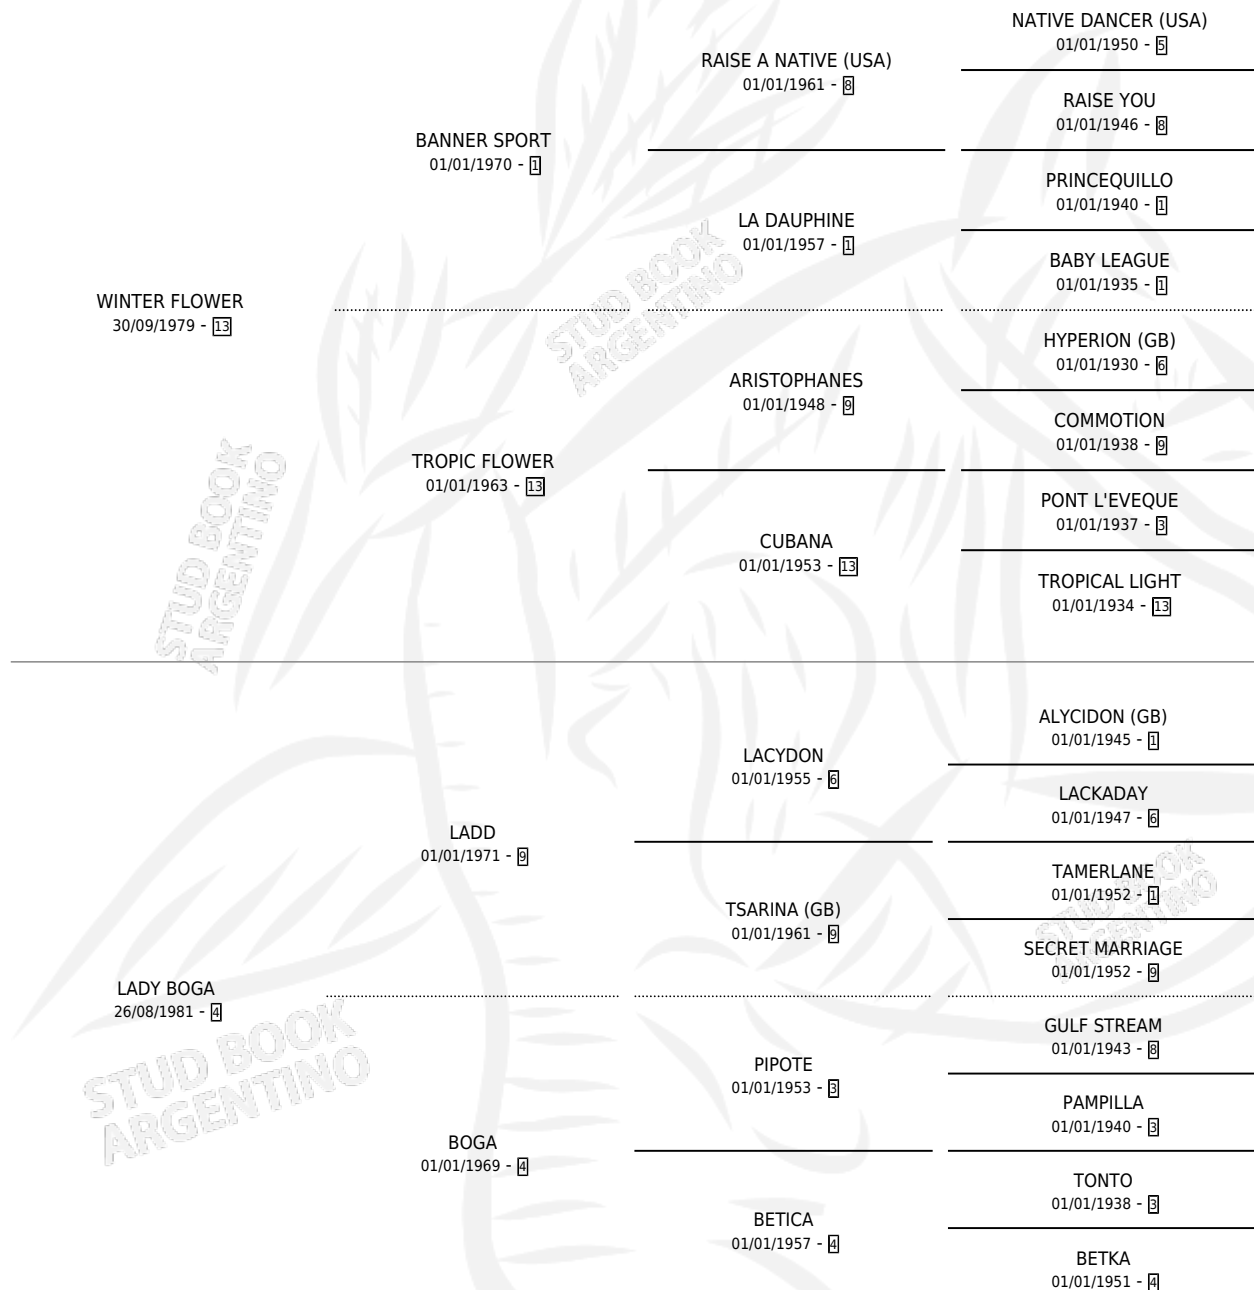 NATIVE DANCER (USA)
01/01/1950 - 5
RAISE A NATIVE (USA)
01/01/1961 - 8
RAISE YOU
01/01/1946 - 8
BANNER SPORT
01/01/1970 - 1
PRINCEQUILLO
01/01/1940 - 1
LA DAUPHINE
01/01/1957 - 1
BABY LEAGUE
01/01/1935 - 1
WINTER FLOWER
30/09/1979 - 13
STUD BOOK
ARGENTINO
HYPERION (GB)
01/01/1930 - 6
ARISTOPHANES
01/01/1948 - 9
COMMOTION
01/01/1938 - 9
TROPIC FLOWER
01/01/1963 - 13
PONT L'EVEQUE
01/01/1937 - 3
CUBANA
01/01/1953 - 13
TROPICAL LIGHT
01/01/1934 - 13
STUD BOOK
ARGENTINO
ALYCIDON (GB)
01/01/1945 - 1
LACYDON
01/01/1955 - 6
LACKADAY
01/01/1947 - 6
LADD
01/01/1971 - 9
TAMERLANE
01/01/1952 - 1
TSARINA (GB)
01/01/1961 - 9
SECRET MARRIAGE
01/01/1952 - 9
STUD BOOK
ARGENTINO
LADY BOGA
26/08/1981 - 4
STUD BOOK
ARGENTINO
GULF STREAM
01/01/1943 - 8
PIPOTE
01/01/1953 - 3
PAMPILLA
01/01/1940 - 3
BOGA
01/01/1969 - 4
TONTO
01/01/1938 - 3
BETICA
01/01/1957 - 4
BETKA
01/01/1951 - 4